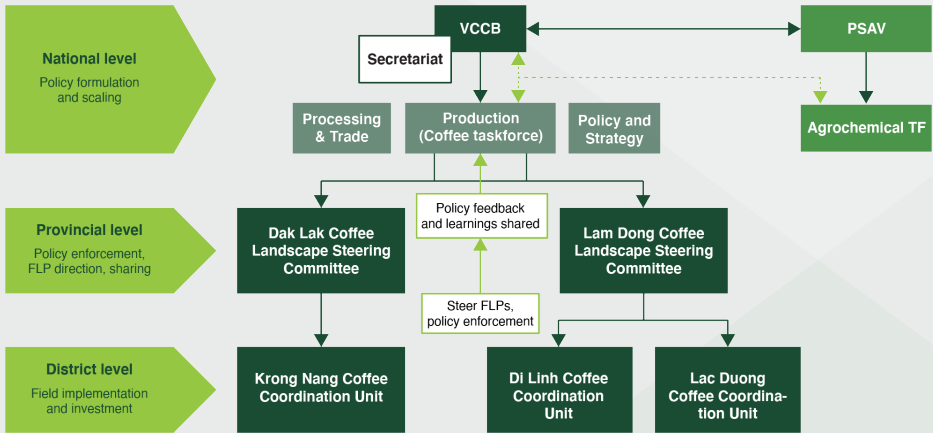 National level
Policy formulation
and scaling
VCCB
Secretariat
PSAV
Processing
& Trade
Production
(Coffee taskforce)
Policy and
Strategy
Agrochemical TF
Provincial level
Policy enforcement,
FLP direction, sharing
Dak Lak Coffee
Landscape Steering
Committee
Policy feedback
and learnings shared
Lam Dong Coffee
Landscape Steering
Committee
Steer FLPs,
policy enforcement
District level
Field implementation
and investment
Krong Nang Coffee
Coordination Unit
Di Linh Coffee
Coordination
Unit
Lac Duong
Coffee Coordina-
tion Unit